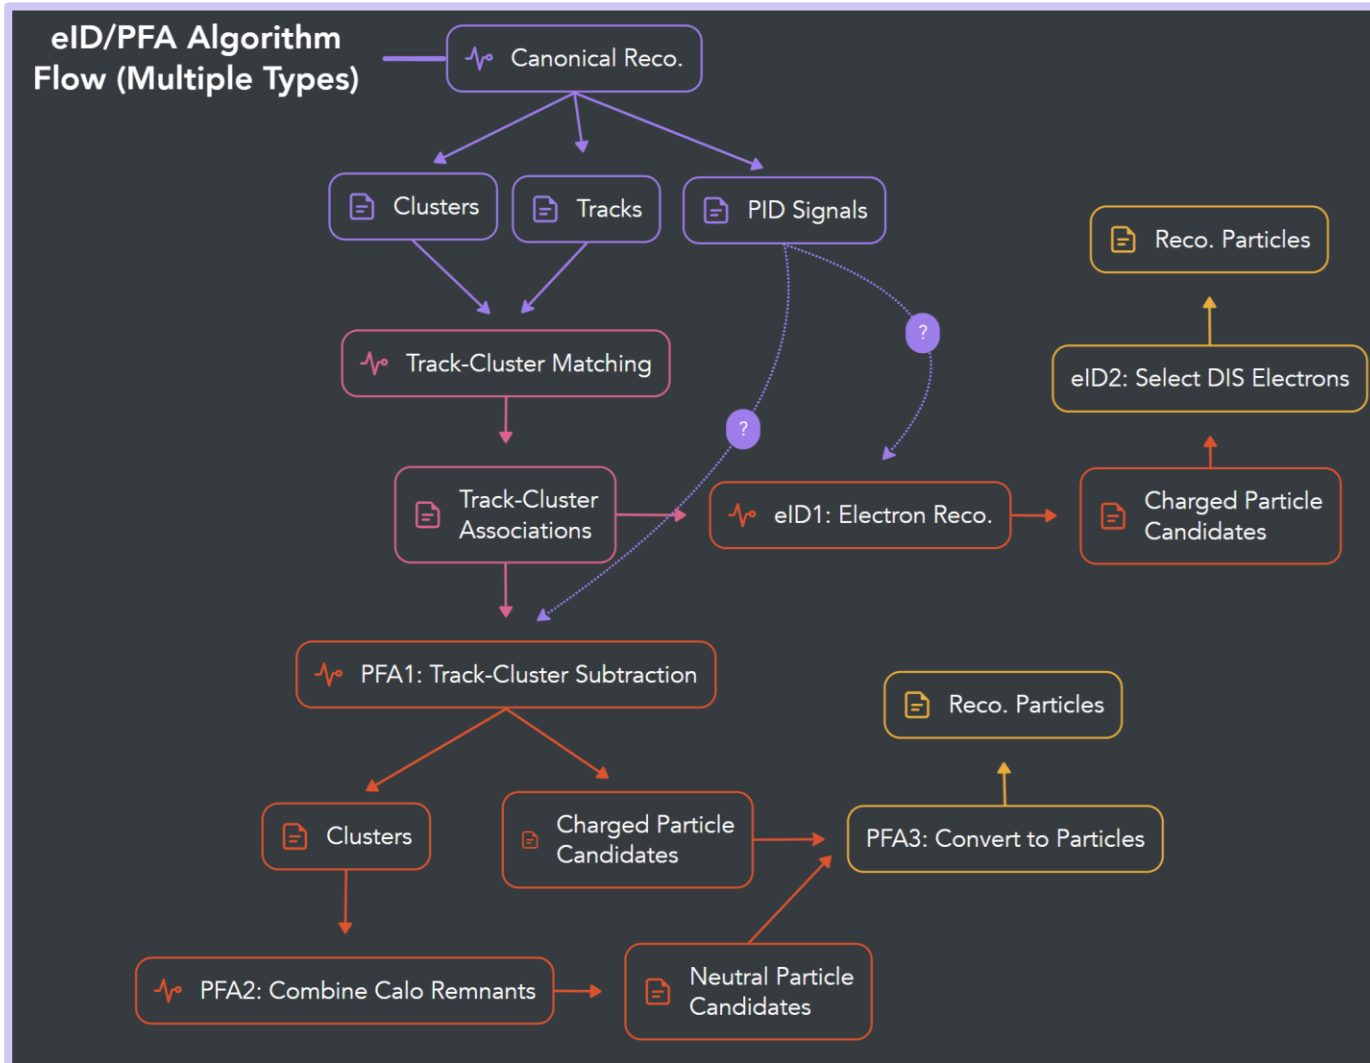 eID/PFA Algorithm
Flow (Multiple Types)
Canonical Reco.
Clusters
Tracks
PID Signals
Reco. Particles
?
Track-Cluster Matching
eID2: Select DIS Electrons
?
Track-Cluster
Associations
eID1: Electron Reco.
Charged Particle
Candidates
PFA1: Track-Cluster Subtraction
Reco. Particles
Clusters
Charged Particle
Candidates
PFA3: Convert to Particles
PFA2: Combine Calo Remnants
Neutral Particle
Candidates